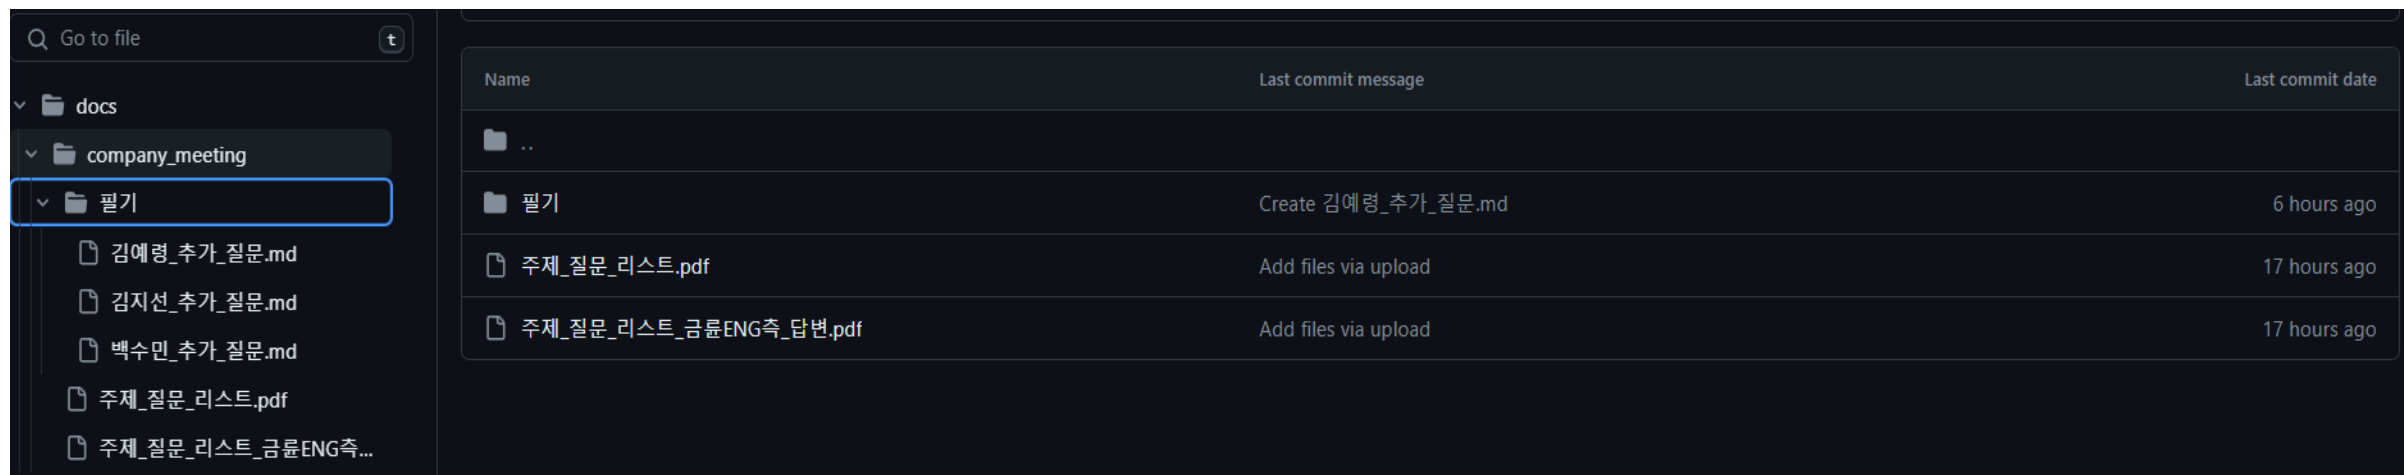 Go to file t
docs
company_meeting
필기
김예령_추가_질문.md
김지선_추가_질문.md
백수민_추가_질문.md
주제_질문_리스트.pdf
주제_질문_리스트_금륜ENG측...
Name Last commit message Last commit date
..
필기 Create 김예령_추가_질문.md 6 hours ago
주제_질문_리스트.pdf Add files via upload 17 hours ago
주제_질문_리스트_금륜ENG측_답변.pdf Add files via upload 17 hours ago